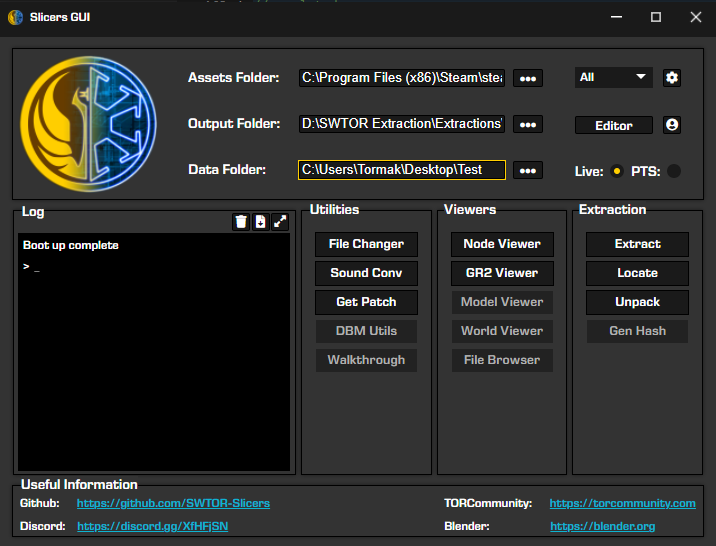 Slicers GUI
Assets Folder: C:\Program Files (x86)\Steam\stea All
Output Folder: D:\SWTOR Extraction\Extractions\ Editor
Data Folder: C:\Users\Tormak\Desktop\Test Live: PTS:
Log
Boot up complete
> _
Utilities
File Changer
Sound Conv
Get Patch
DBM Utils
Walkthrough
Viewers
Node Viewer
GR2 Viewer
Model Viewer
World Viewer
File Browser
Extraction
Extract
Locate
Unpack
Gen Hash
Useful Information
Github: https://github.com/SWTOR-Slicers TORCommunity: https://torcommunity.com
Discord: https://discord.gg/XfHFjSN Blender: https://blender.org